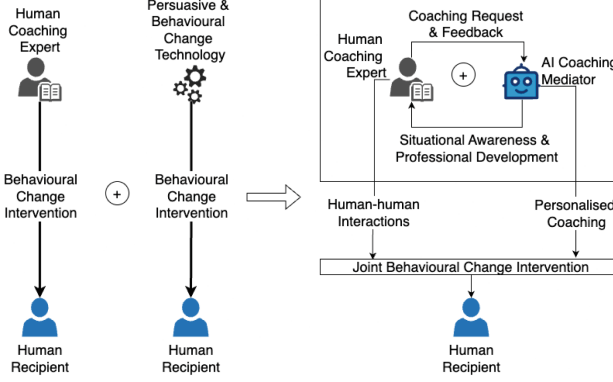 Human
Coaching
Expert
Persuasive &
Behavioural
Change
Technology
Behavioural
Change
Intervention
+
Behavioural
Change
Intervention
Human
Recipient
Human
Recipient
Coaching Request
& Feedback
Human
Coaching
Expert
+
AI Coaching
Mediator
Situational Awareness &
Professional Development
Human-human
Interactions
Personalised
Coaching
Joint Behavioural Change Intervention
Human
Recipient